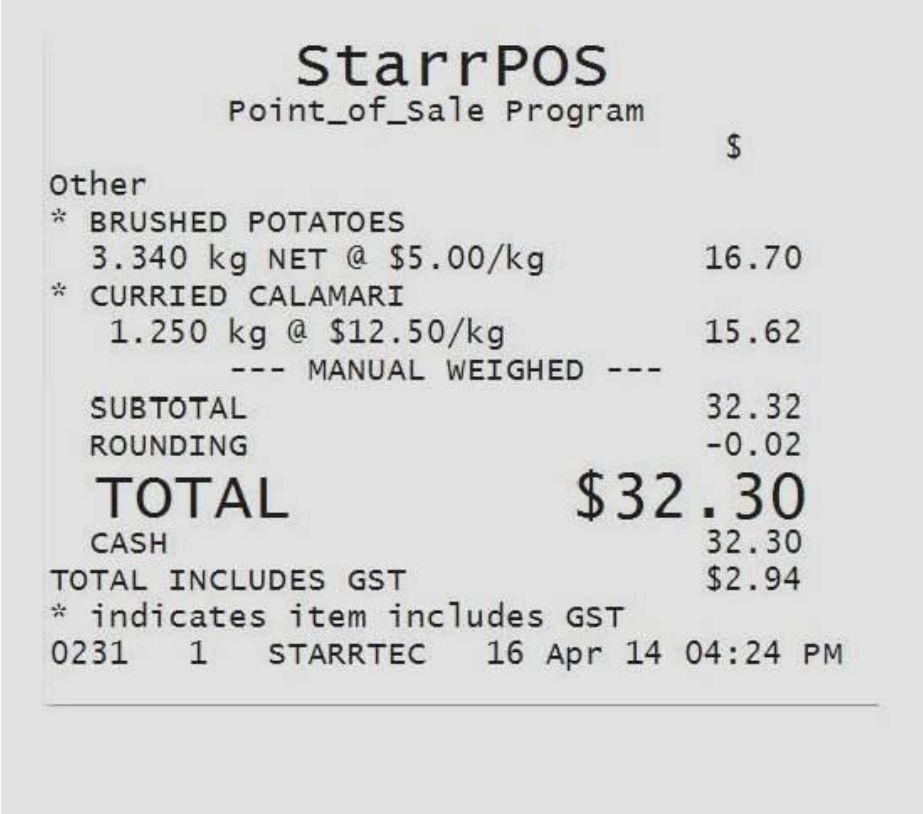 StarrPOS
Point_of_Sale Program
$
Other
* BRUSHED POTATOES
3.340 kg NET @ $5.00/kg 16.70
* CURRIED CALAMARI
1.250 kg @ $12.50/kg 15.62
--- MANUAL WEIGHED ---
SUBTOTAL 32.32
ROUNDING -0.02
TOTAL $32.30
CASH 32.30
TOTAL INCLUDES GST $2.94
* indicates item includes GST
0231 1 STARRTEC 16 Apr 14 04:24 PM